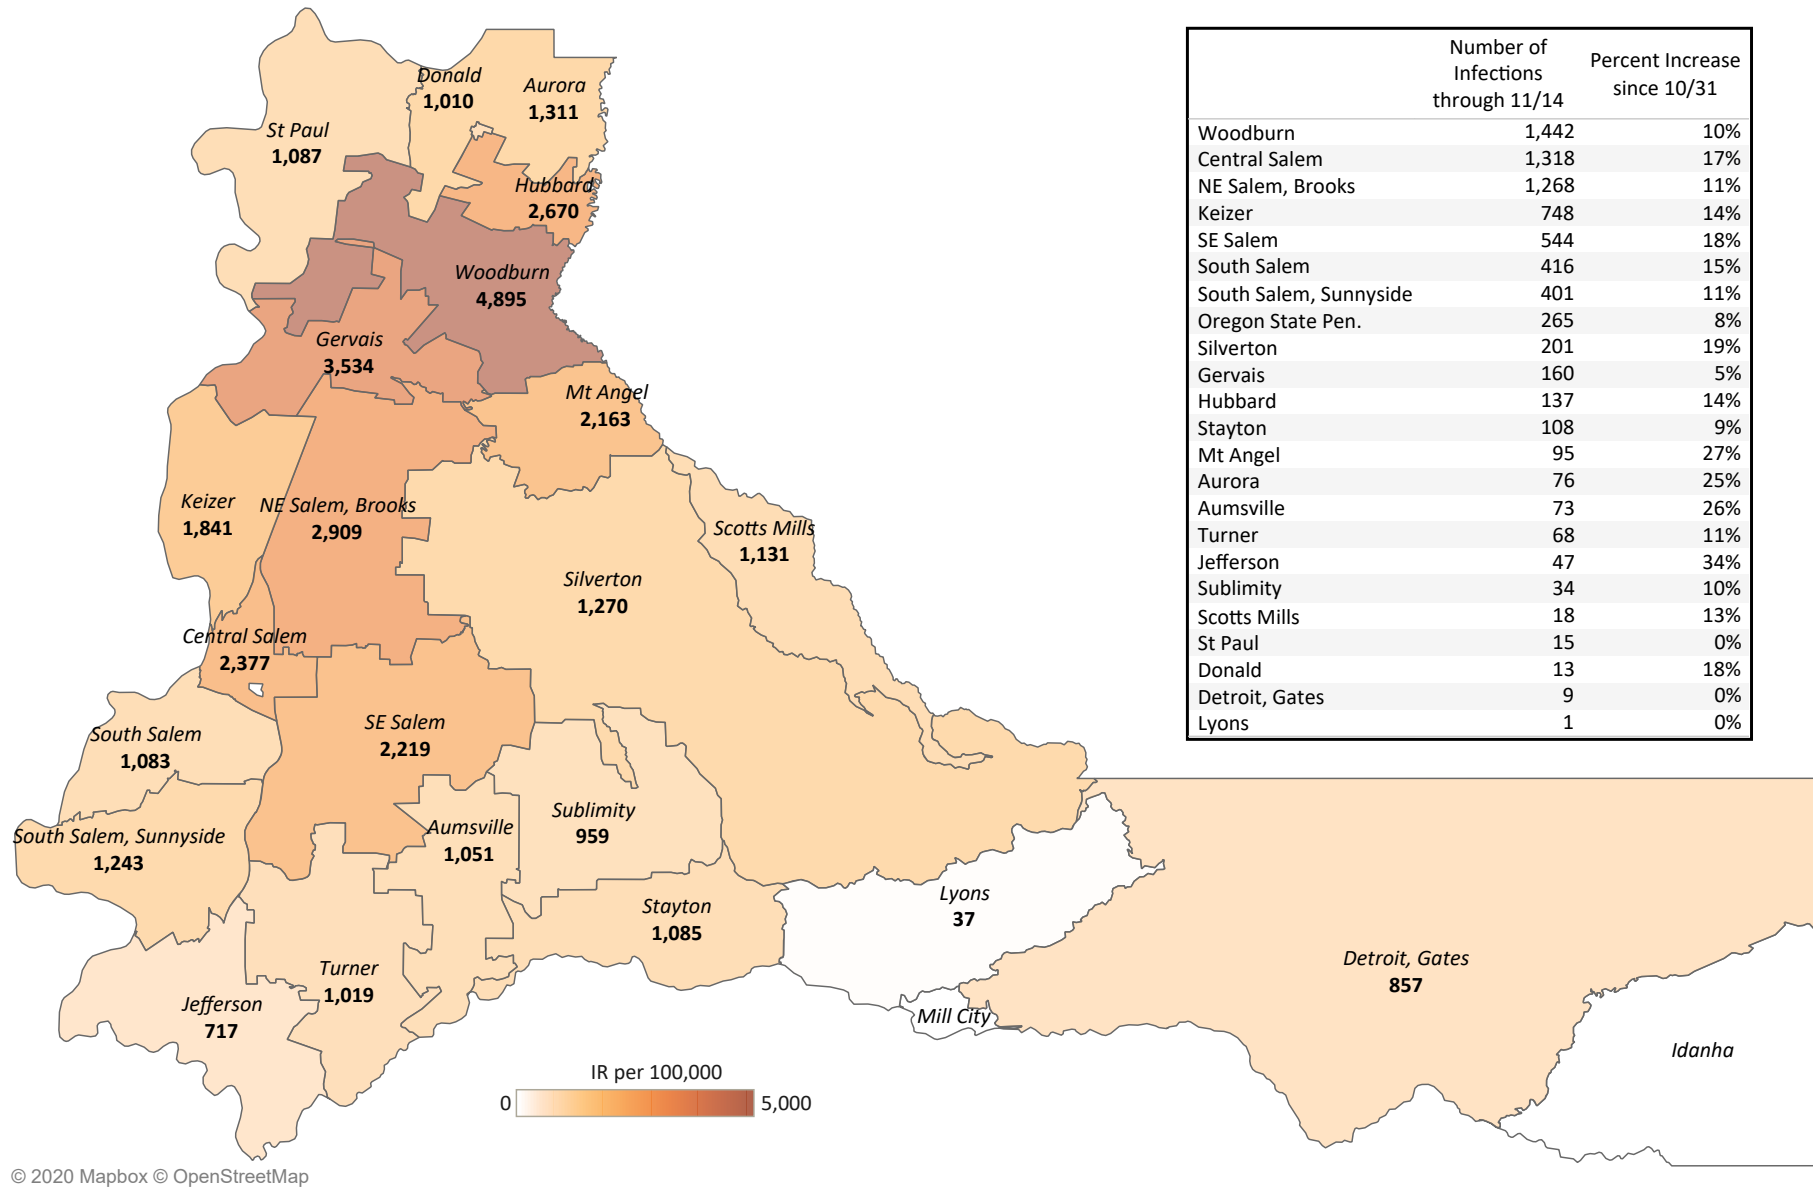 Donald
1,010
Aurora
1,311
St Paul
1,087
Hubbard
2,670
Woodburn
4,895
Gervais
3,534
Mt Angel
2,163
Keizer
1,841
NE Salem, Brooks
2,909
Scotts Mills
1,131
Silverton
1,270
Central Salem
2,377
South Salem
1,083
SE Salem
2,219
South Salem, Sunnyside
1,243
Aumsville
1,051
Sublimity
959
Lyons
37
Stayton
1,085
Turner
1,019
Jefferson
717
Mill City
Detroit, Gates
857
Idanha
IR per 100,000
0 5,000
© 2020 Mapbox © OpenStreetMap
Number of
Infections
through 11/14
Percent Increase
since 10/31
Woodburn 1,442 10%
Central Salem 1,318 17%
NE Salem, Brooks 1,268 11%
Keizer 748 14%
SE Salem 544 18%
South Salem 416 15%
South Salem, Sunnyside 401 11%
Oregon State Pen. 265 8%
Silverton 201 19%
Gervais 160 5%
Hubbard 137 14%
Stayton 108 9%
Mt Angel 95 27%
Aurora 76 25%
Aumsville 73 26%
Turner 68 11%
Jefferson 47 34%
Sublimity 34 10%
Scotts Mills 18 13%
St Paul 15 0%
Donald 13 18%
Detroit, Gates 9 0%
Lyons 1 0%